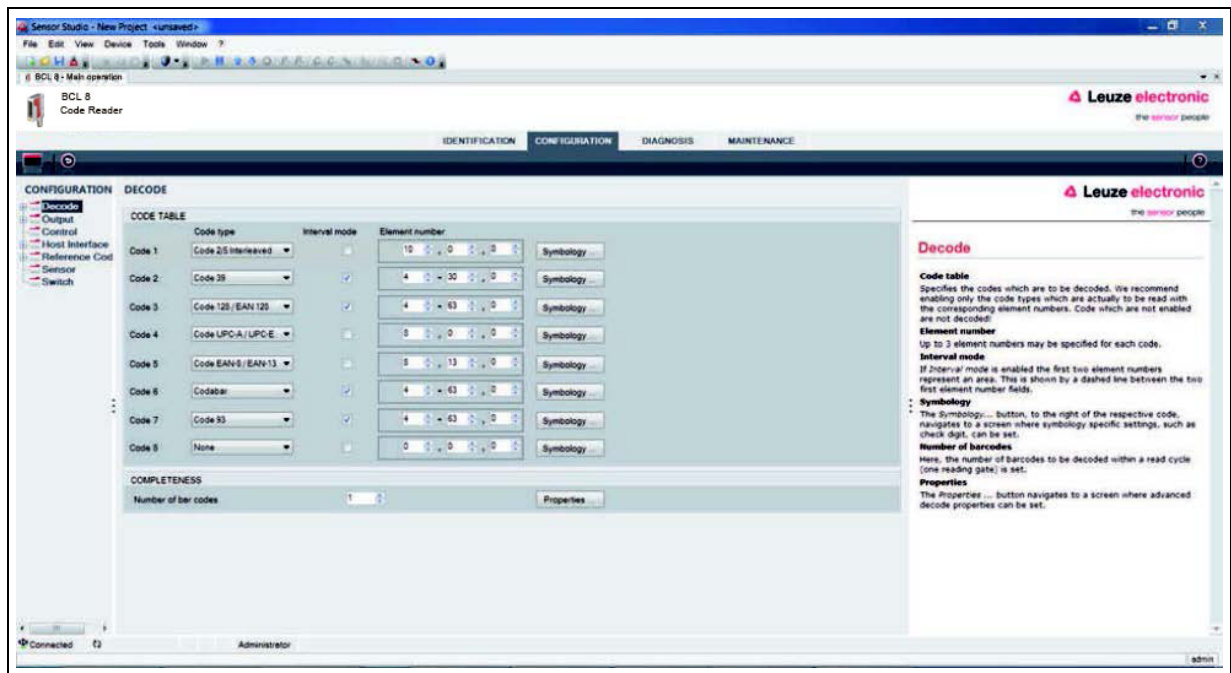 Sensor Studio - New Project <unsaved>
File Edit View Device Tools Window ?
BCL 8 - Main operation
BCL 8
Code Reader
Leuze electronic
the sensor people
IDENTIFICATION CONFIGURATION DIAGNOSIS MAINTENANCE
CONFIGURATION
Decode
Output
Control
Host Interface
Reference Cod
Sensor
Switch
DECODE
CODE TABLE
Code type Interval mode Element number
Code 1 Code 2/5 Interleaved 10 , 0 , 0 Symbology ...
Code 2 Code 39 4 - 30 , 0 Symbology ...
Code 3 Code 128 / EAN 128 4 - 63 , 0 Symbology ...
Code 4 Code UPC-A / UPC-E 8 , 0 , 0 Symbology ...
Code 5 Code EAN-8 / EAN-13 8 , 13 , 0 Symbology ...
Code 6 Codabar 4 - 63 , 0 Symbology ...
Code 7 Code 93 4 - 63 , 0 Symbology ...
Code 8 None 0 , 0 , 0 Symbology ...
COMPLETENESS
Number of bar codes 1 Properties ...
Leuze electronic
the sensor people
Decode
Code table
Specifies the codes which are to be decoded. We recommend
enabling only the code types which are actually to be read with
the corresponding element numbers. Code which are not enabled
are not decoded!
Element number
Up to 3 element numbers may be specified for each code.
Interval mode
If Interval mode is enabled the first two element numbers
represent an area. This is shown by a dashed line between the two
first element number fields.
Symbology
The Symbology... button, to the right of the respective code,
navigates to a screen where symbology specific settings, such as
check digit, can be set.
Number of barcodes
Here, the number of barcodes to be decoded within a read cycle
(one reading gate) is set.
Properties
The Properties ... button navigates to a screen where advanced
decode properties can be set.
Connected Administrator
admin